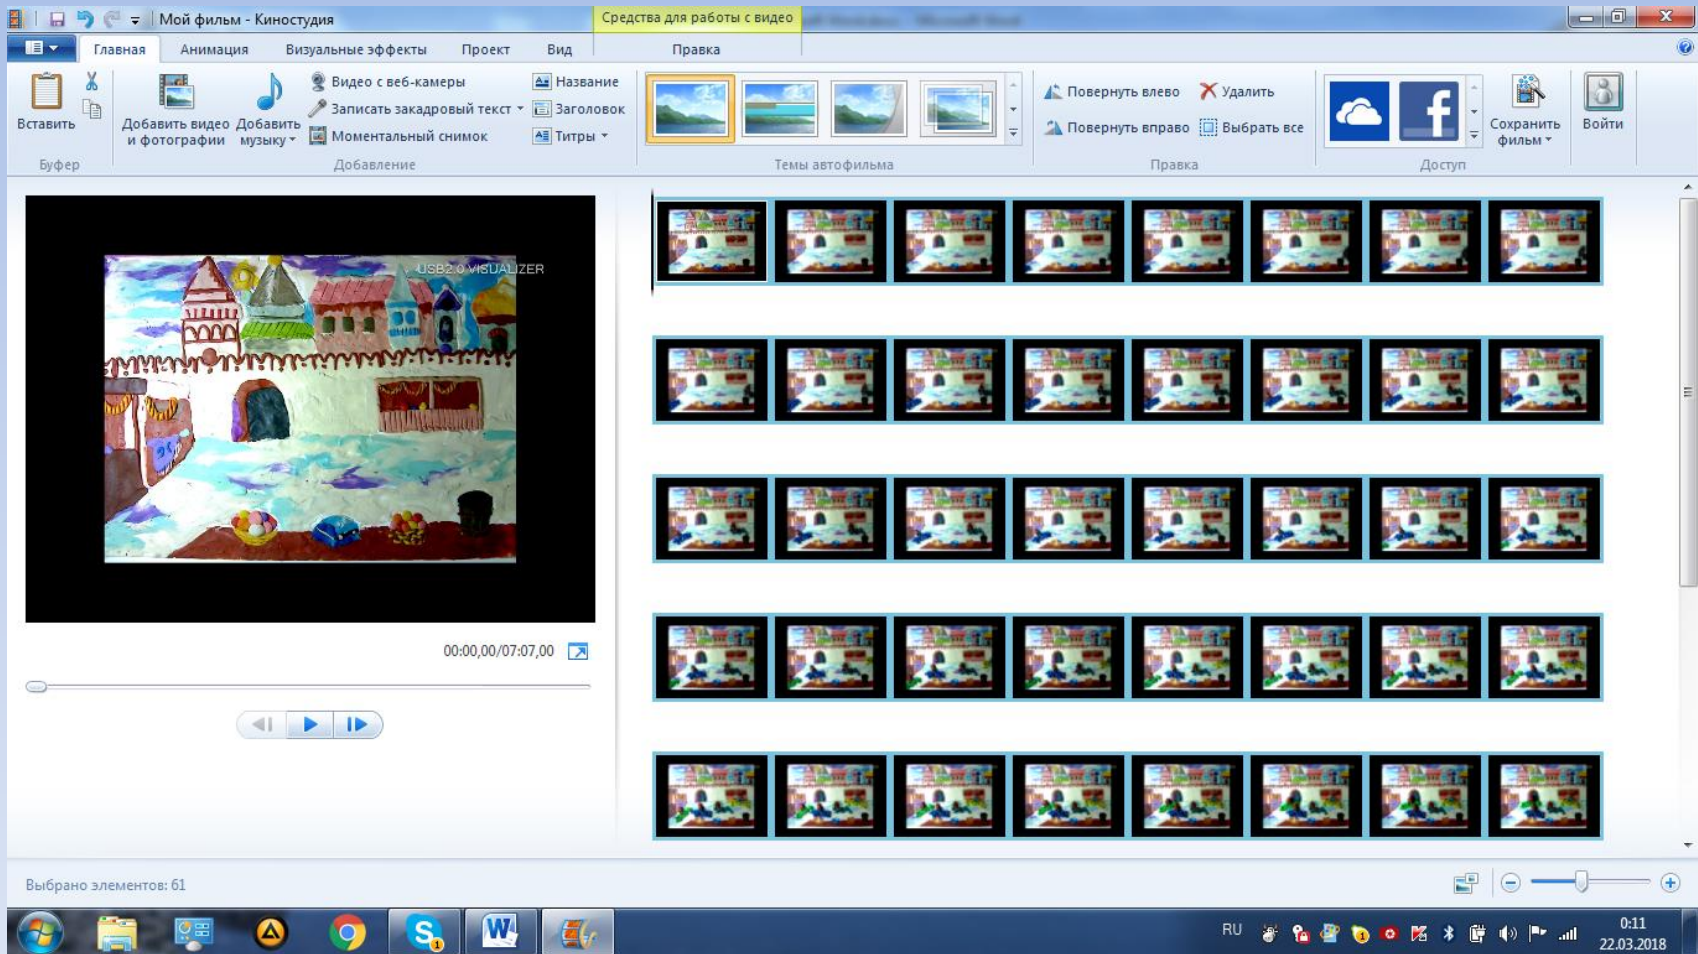 Мой фильм - Киностудия
Средства для работы с видео
Главная
Анимация
Визуальные эффекты
Проект
Вид
Правка
Вставить
Добавить видео и фотографии
Добавить музыку
Видео с веб-камеры
Записать закадровый текст
Моментальный снимок
Название
Заголовок
Титры
Повернуть влево
Повернуть вправо
Удалить
Выбрать все
Сохранить фильм
Войти
Буфер
Добавление
Темы автофильма
Правка
Доступ
USB2.0 VISUALIZER
00:00,00/07:07,00
Выбрано элементов: 61
RU
0:11
22.03.2018